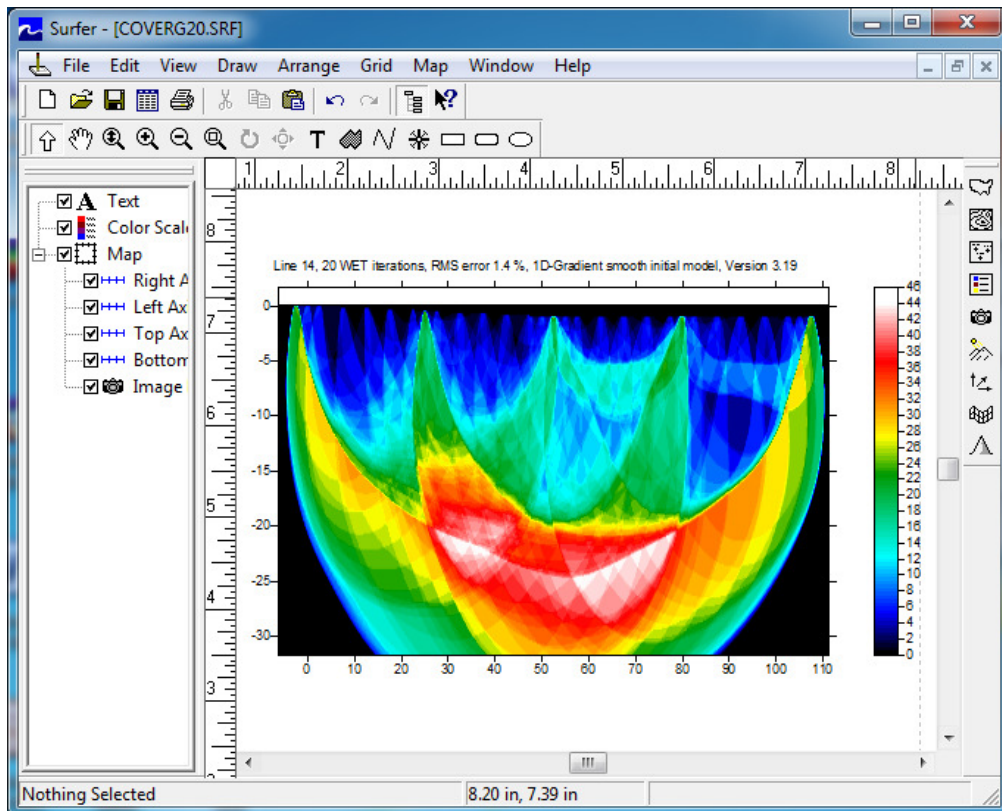 Surfer - [COVERG20.SRF]
File Edit View Draw Arrange Grid Map Window Help
T
1 2 3 4 5 6 7 8
A Text
Color Scal
Map
Right A
Left Ax
Top Ax
Bottom
Image
8
7
6
5
4
3
Line 14, 20 WET iterations, RMS error 1.4 %, 1D-Gradient smooth initial model, Version 3.19
0
-5
-10
-15
-20
-25
-30
0 10 20 30 40 50 60 70 80 90 100 110
46
44
42
40
38
36
34
32
30
28
26
24
22
20
18
16
14
12
10
8
6
4
2
0
Nothing Selected
8.20 in, 7.39 in